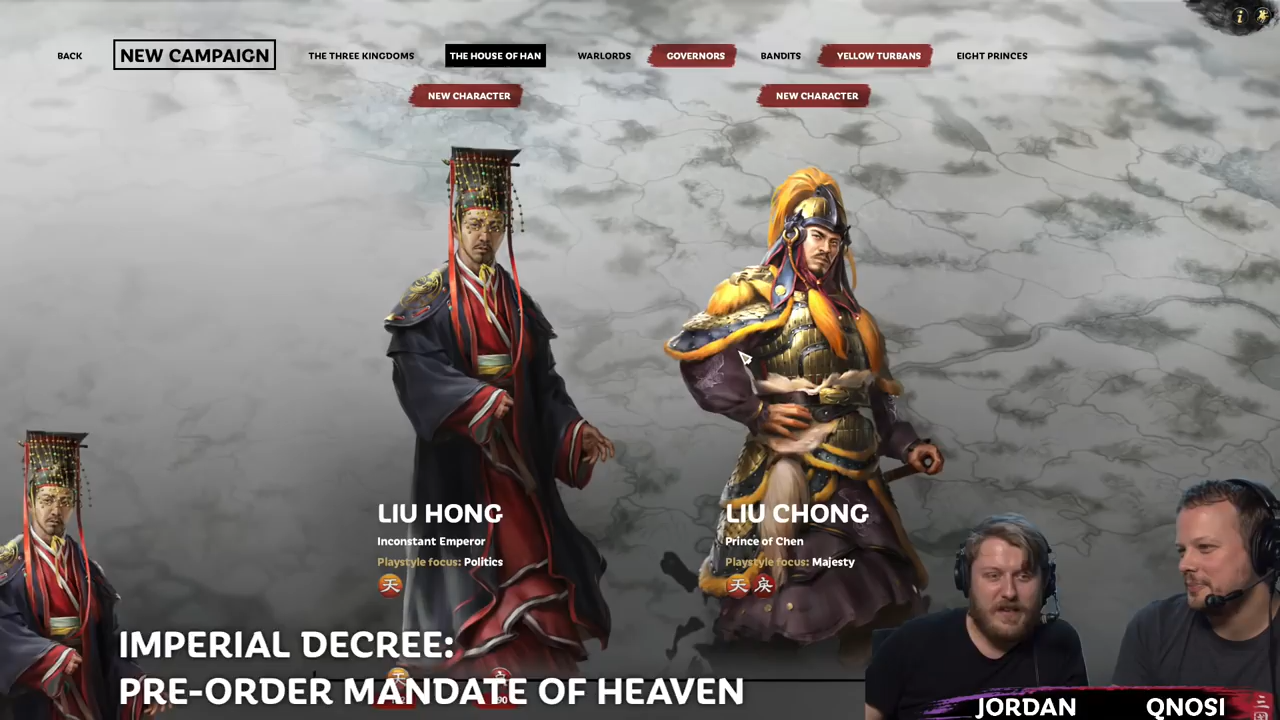 BACK
NEW CAMPAIGN
THE THREE KINGDOMS
THE HOUSE OF HAN
WARLORDS
GOVERNORS
BANDITS
YELLOW TURBANS
EIGHT PRINCES
NEW CHARACTER
NEW CHARACTER
LIU HONG
Inconstant Emperor
Playstyle focus: Politics
天
LIU CHONG
Prince of Chen
Playstyle focus: Majesty
天
IMPERIAL DECREE:
PRE-ORDER MANDATE OF HEAVEN
JORDAN
QNOSI